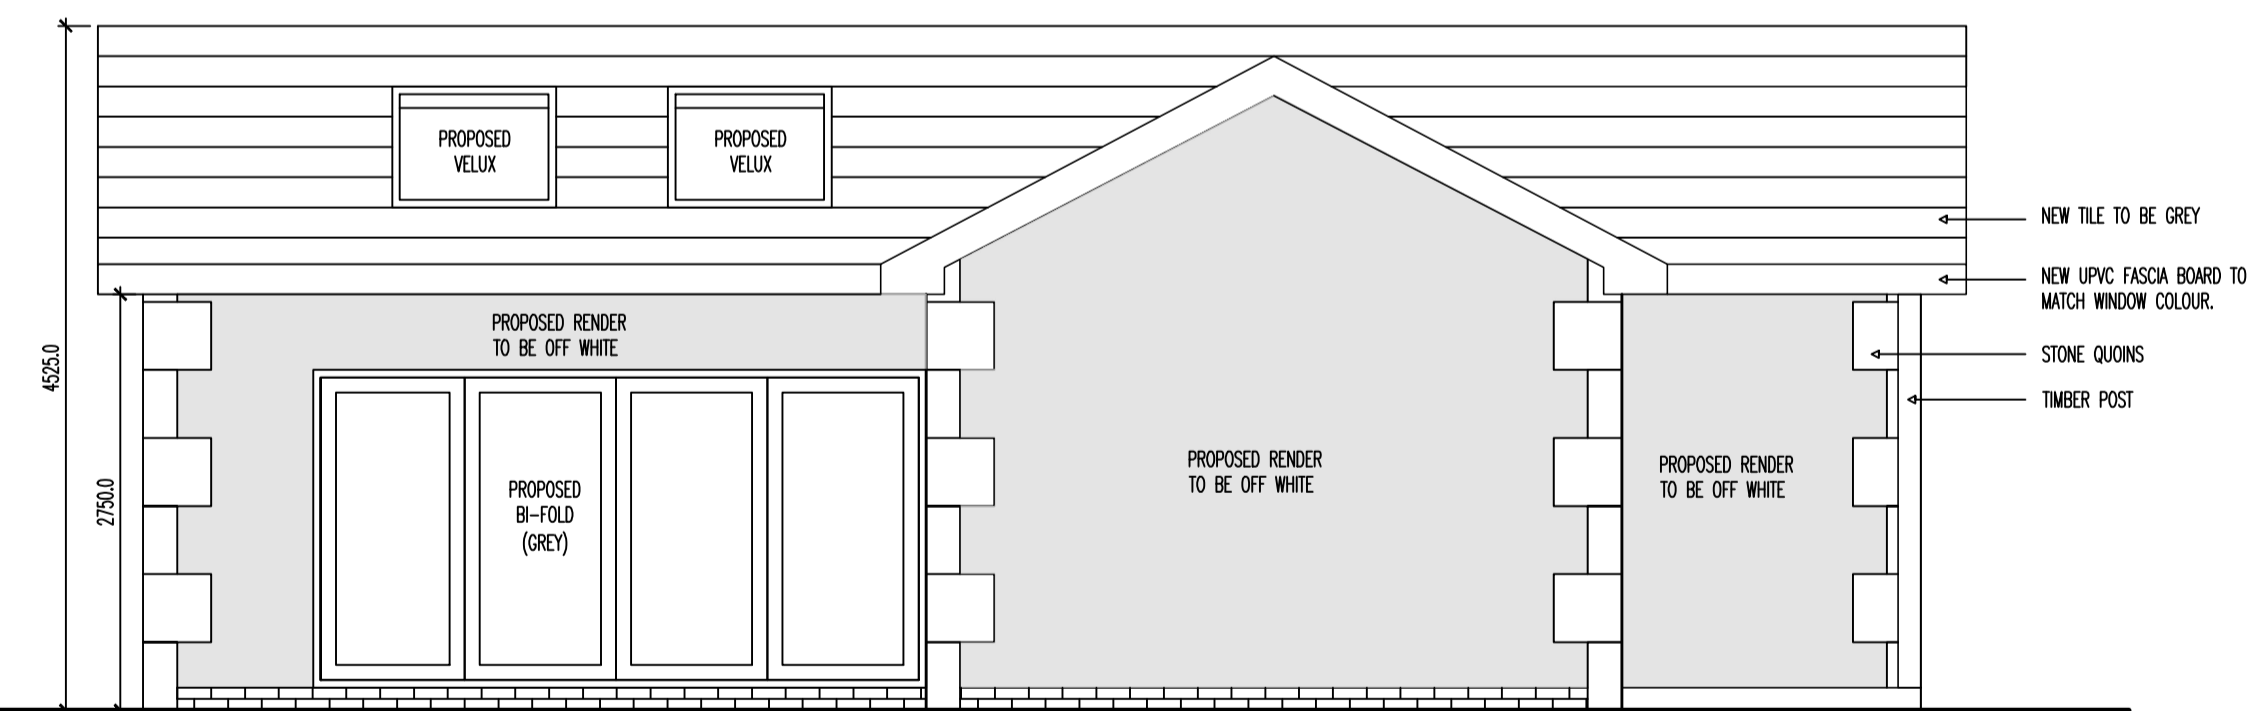 PROPOSED
VELUX
PROPOSED
VELUX
NEW TILE TO BE GREY
NEW UPVC FASCIA BOARD TO
MATCH WINDOW COLOUR.
STONE QUOINS
TIMBER POST
4525.0
2750.0
PROPOSED RENDER
TO BE OFF WHITE
PROPOSED
BI-FOLD
(GREY)
PROPOSED RENDER
TO BE OFF WHITE
PROPOSED RENDER
TO BE OFF WHITE